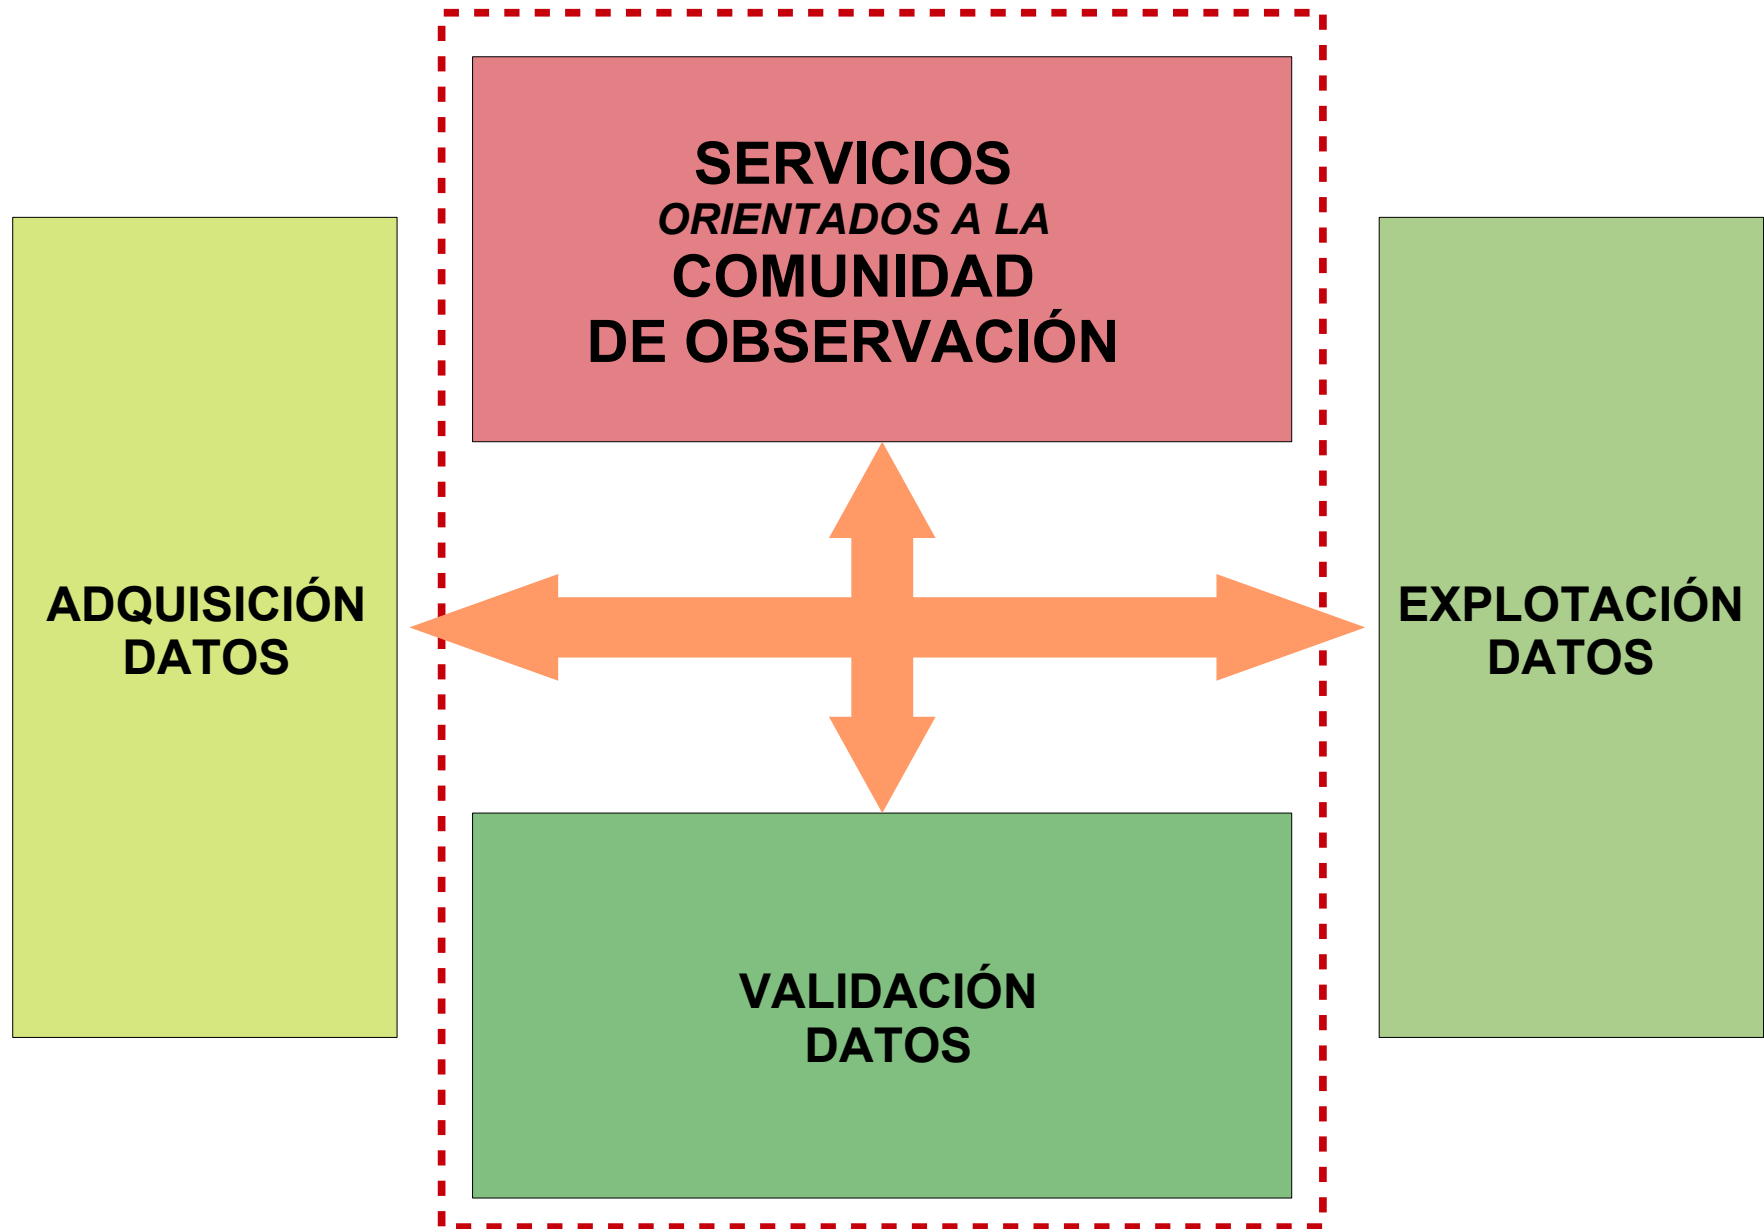 SERVICIOS
ORIENTADOS A LA
COMUNIDAD
DE OBSERVACIÓN
ADQUISICIÓN
DATOS
EXPLOTACIÓN
DATOS
VALIDACIÓN
DATOS